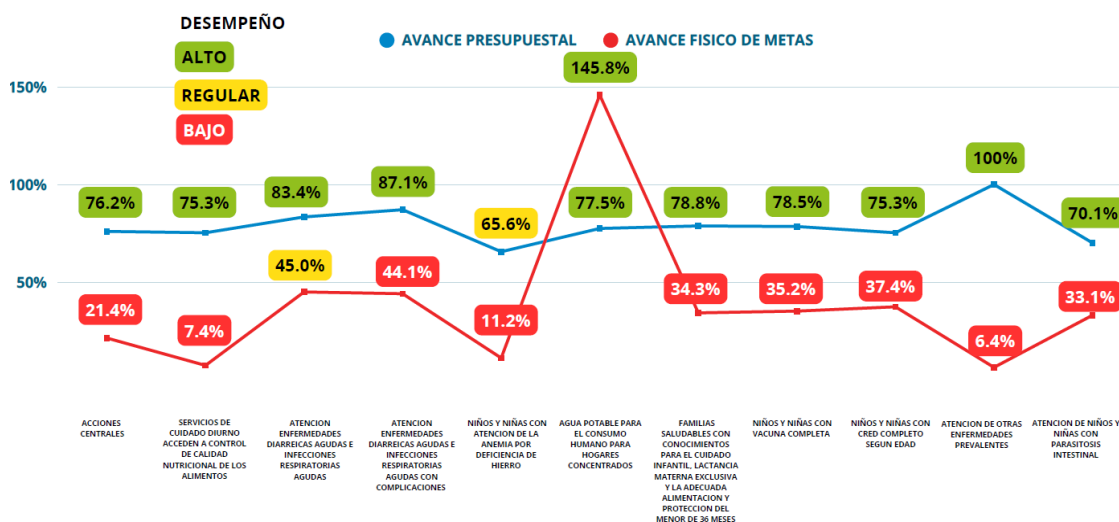 DESEMPEÑO
ALTO
REGULAR
BAJO
AVANCE PRESUPUESTAL
AVANCE FISICO DE METAS
150%
100%
50%
76.2%
75.3%
83.4%
87.1%
65.6%
77.5%
78.8%
78.5%
75.3%
100%
70.1%
21.4%
7.4%
45.0%
44.1%
11.2%
145.8%
34.3%
35.2%
37.4%
6.4%
33.1%
ACCIONES
CENTRALES
SERVICIOS DE
CUIDADO DIURNO
ACCEDEN A CONTROL
DE CALIDAD
NUTRICIONAL DE LOS
ALIMENTOS
ATENCION
ENFERMEDADES
DIARREICAS AGUDAS E
INFECCIONES
RESPIRATORIAS
AGUDAS
ATENCION
ENFERMEDADES
DIARREICAS AGUDAS E
INFECCIONES
RESPIRATORIAS
AGUDAS CON
COMPLICACIONES
NIÑOS Y NIÑAS CON
ATENCION DE LA
ANEMIA POR
DEFICIENCIA DE
HIERRO
AGUA POTABLE PARA
EL CONSUMO
HUMANO PARA
HOGARES
CONCENTRADOS
FAMILIAS
SALUDABLES CON
CONOCIMIENTOS
PARA EL CUIDADO
INFANTIL, LACTANCIA
MATERNA EXCLUSIVA
Y LA ADECUADA
ALIMENTACION Y
PROTECCION DEL
MENOR DE 36 MESES
NIÑOS Y NIÑAS CON
VACUNA COMPLETA
NIÑOS Y NIÑAS CON
CRED COMPLETO
SEGUN EDAD
ATENCION DE OTRAS
ENFERMEDADES
PREVALENTES
ATENCION DE NIÑOS Y
NIÑAS CON
PARASITOSIS
INTESTINAL